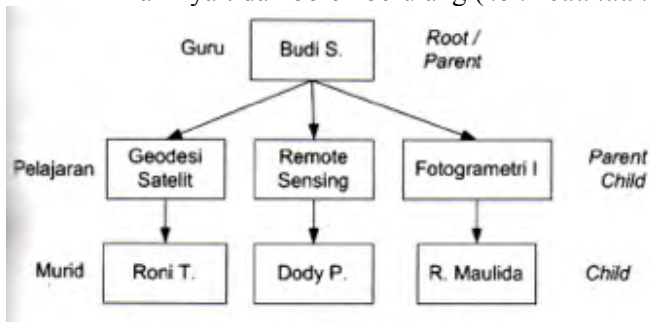 Guru Budi S. Root /
Parent
Pelajaran Geodesi Satelit Remote Sensing Fotogrametri I Parent Child
Murid Roni T. Dody P. R. Maulida Child